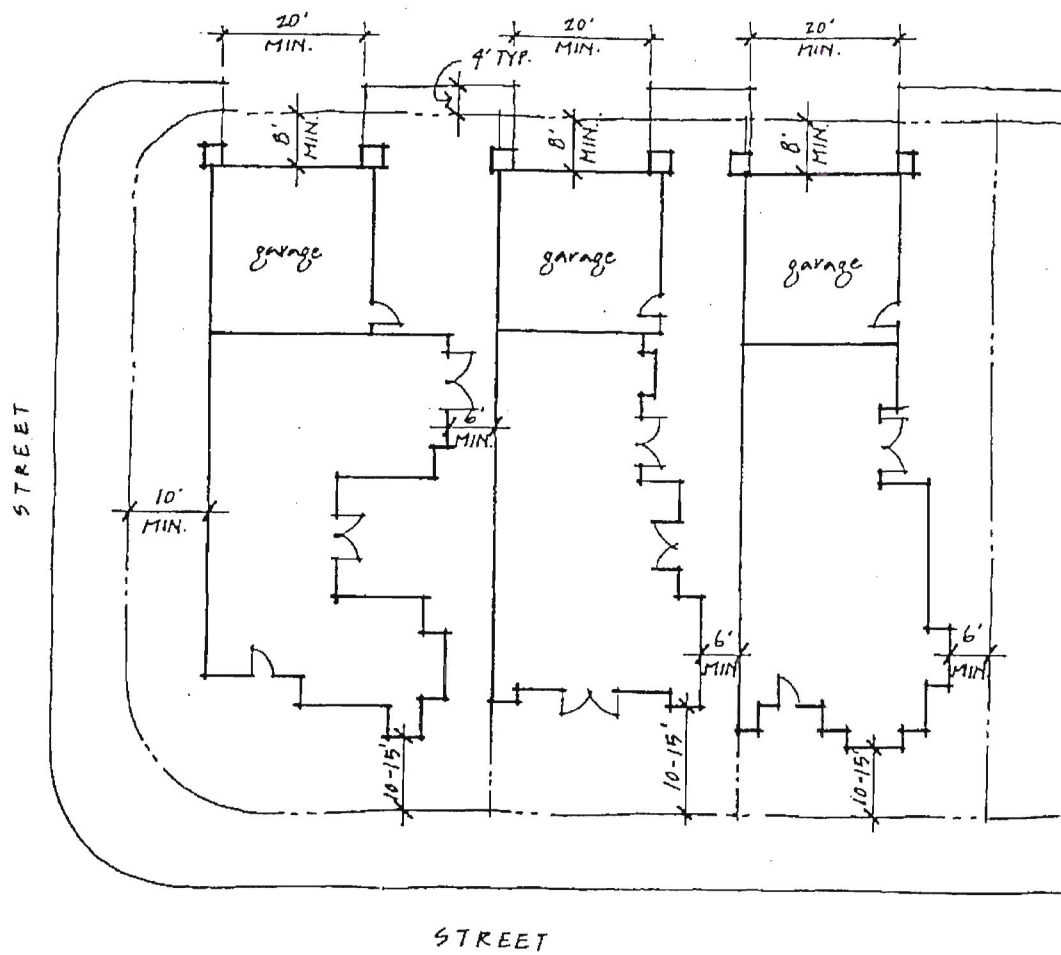 20'
MIN.
20'
MIN.
20'
MIN.
4' TYP.
8'
MIN.
8'
MIN.
8'
MIN.
garage
garage
garage
6'
MIN.
STREET
10'
MIN.
6'
MIN
6'
MIN
10-15'
10-15'
10-15'
STREET